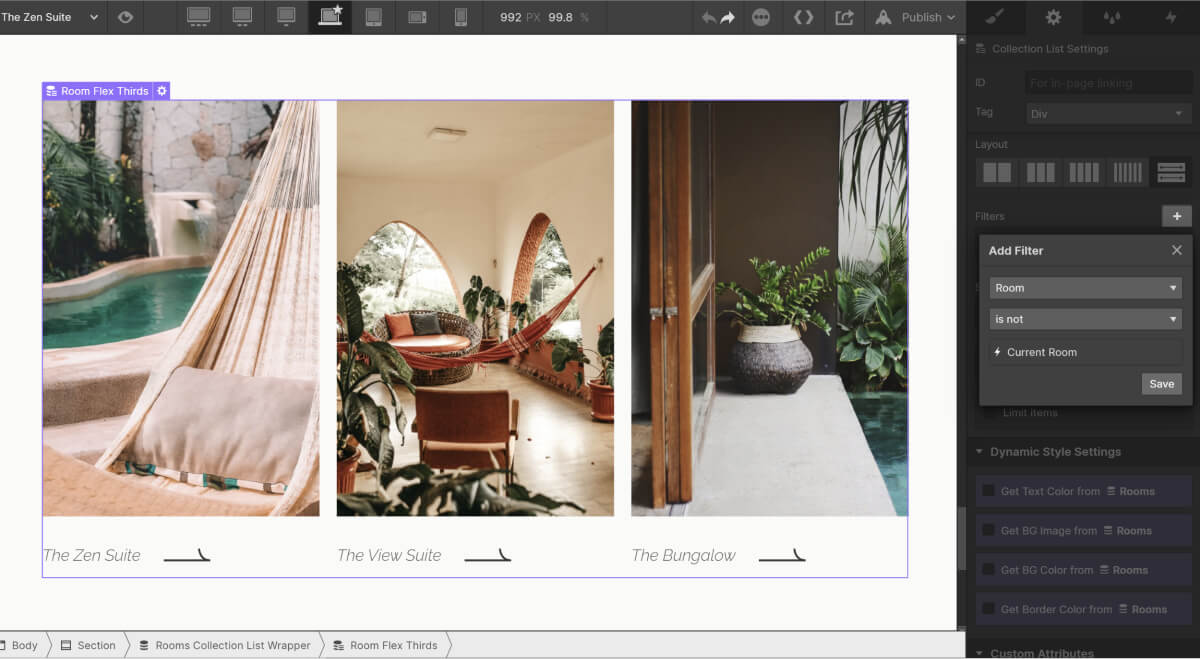 The Zen Suite
992 PX 99.8 %
Publish
Room Flex Thirds
The Zen Suite
The View Suite
The Bungalow
Body
Section
Rooms Collection List Wrapper
Room Flex Thirds
Collection List Settings
ID
For in-page linking
Tag
Div
Layout
Filters
Add Filter
Room
is not
Current Room
Save
Limit items
Dynamic Style Settings
Get Text Color from Rooms
Get BG Image from Rooms
Get BG Color from Rooms
Get Border Color from Rooms
Custom Attributes